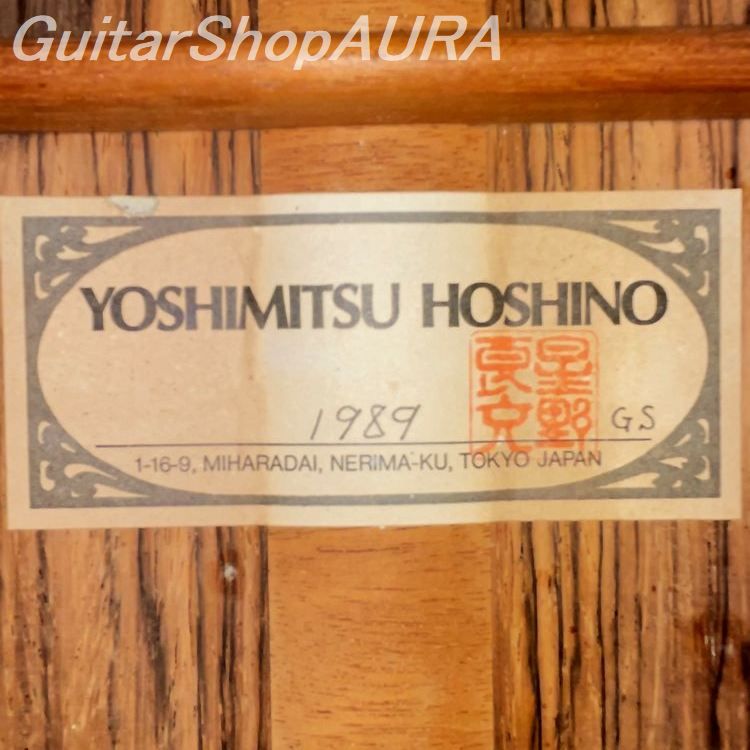 GuitarShopAURA
YOSHIMITSU HOSHINO
星野
良充
1989
GS
1-16-9, MIHARADAI, NERIMA-KU, TOKYO JAPAN